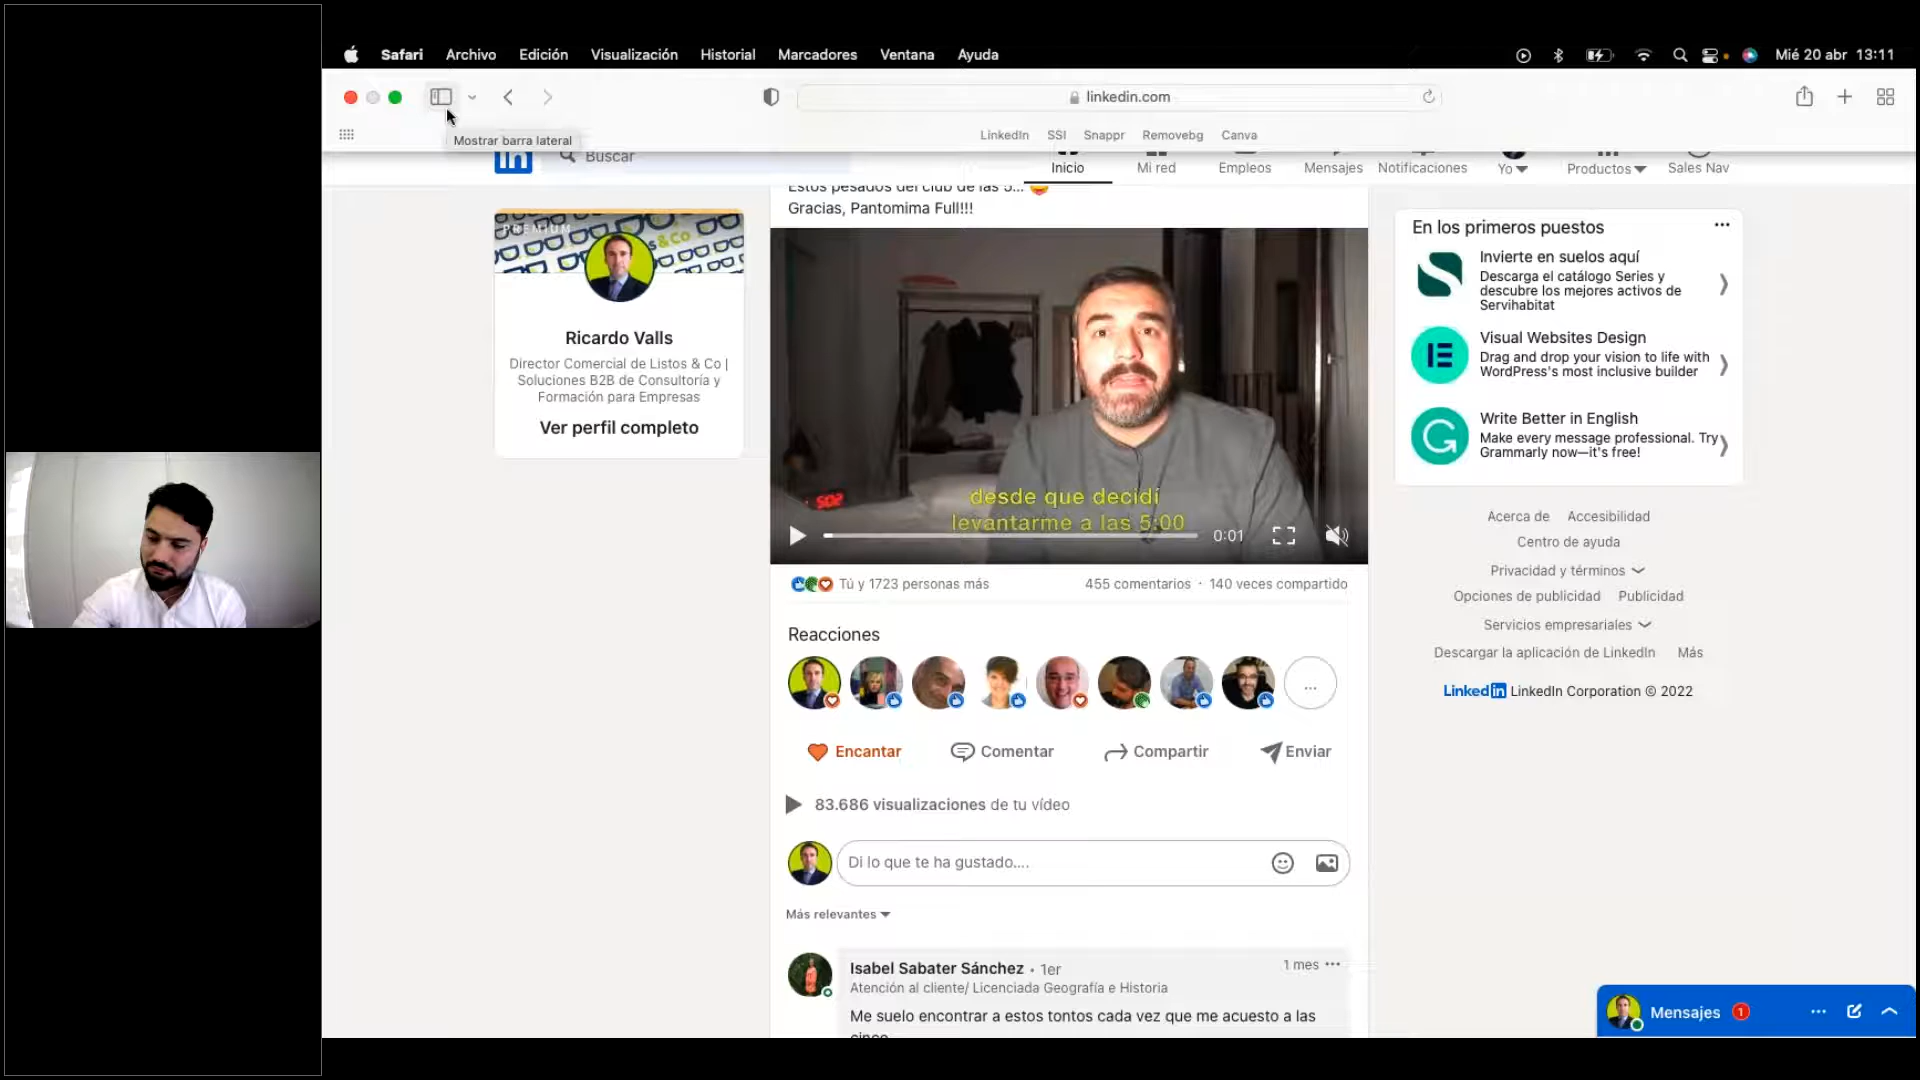 Safari Archivo Edición Visualización Historial Marcadores Ventana Ayuda
Mié 20 abr 13:11
linkedin.com
LinkedIn SSI Snappr Removebg Canva
Mostrar barra lateral
Buscar
Inicio Mi red Empleos Mensajes Notificaciones Yo Productos Sales Nav
Estos pesados del club de las 5...
Gracias, Pantomima Full!!!
PREMIUM
s&Co
Ricardo Valls
Director Comercial de Listos & Co |
Soluciones B2B de Consultoría y
Formación para Empresas
Ver perfil completo
desde que decidí
levantarme a las 5:00
0:01
Tú y 1723 personas más
455 comentarios · 140 veces compartido
Reacciones
...
Encantar Comentar Compartir Enviar
83.686 visualizaciones de tu vídeo
Di lo que te ha gustado....
Más relevantes
Isabel Sabater Sánchez • 1er
1 mes
Atención al cliente/ Licenciada Geografía e Historia
Me suelo encontrar a estos tontos cada vez que me acuesto a las
cinco
En los primeros puestos
Invierte en suelos aquí
Descarga el catálogo Series y
descubre los mejores activos de
Servihabitat
Visual Websites Design
Drag and drop your vision to life with
WordPress's most inclusive builder
Write Better in English
Make every message professional. Try
Grammarly now—it's free!
Acerca de Accesibilidad
Centro de ayuda
Privacidad y términos
Opciones de publicidad Publicidad
Servicios empresariales
Descargar la aplicación de LinkedIn Más
LinkedIn LinkedIn Corporation © 2022
Mensajes 1